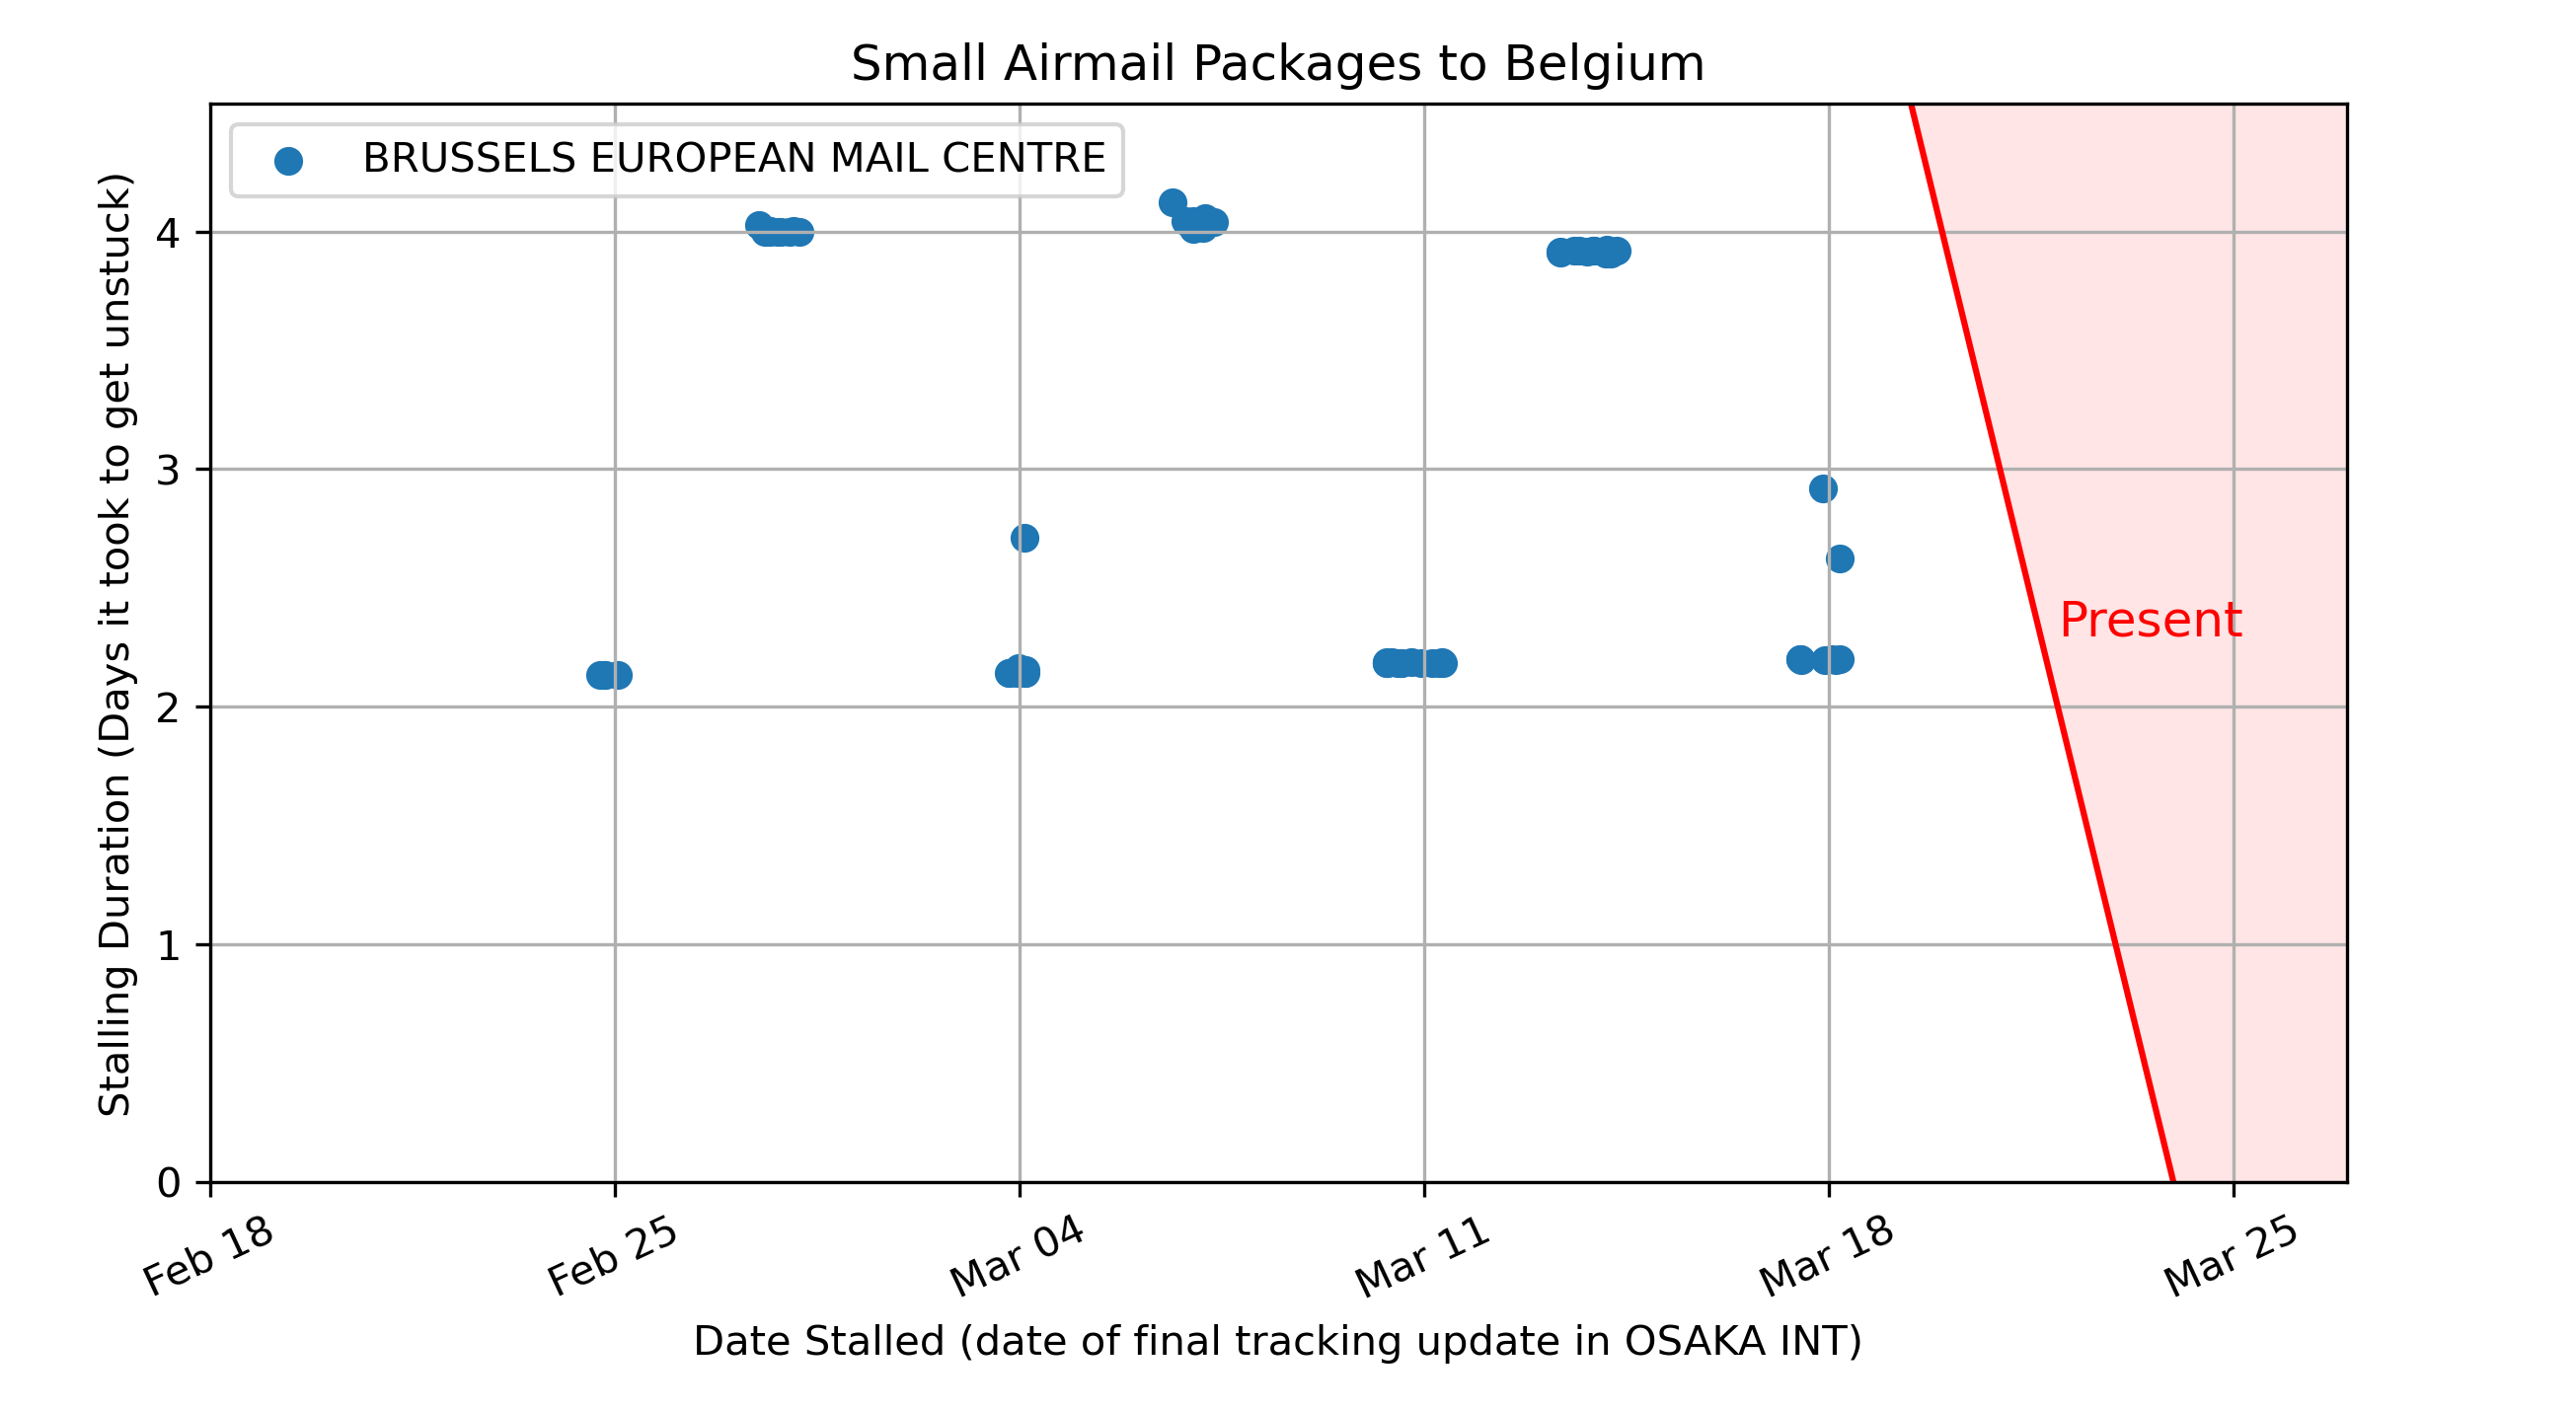 Small Airmail Packages to Belgium
BRUSSELS EUROPEAN MAIL CENTRE
Stalling Duration (Days it took to get unstuck)
4
3
2
1
0
Present
Feb 18
Feb 25
Mar 04
Mar 11
Mar 18
Mar 25
Date Stalled (date of final tracking update in OSAKA INT)